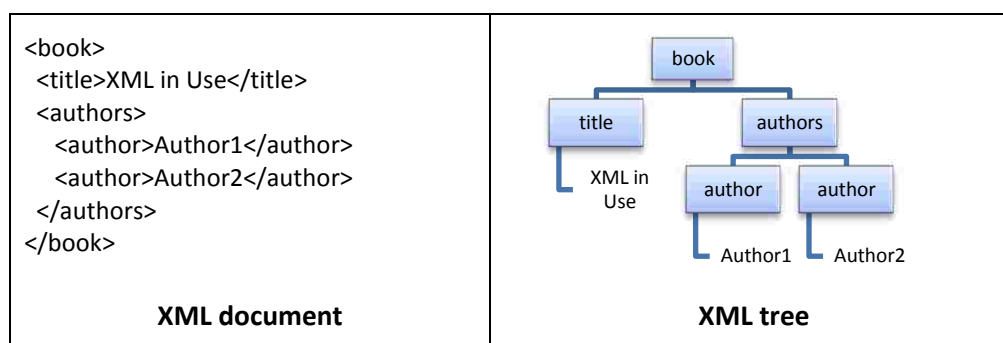 <book>
<title>XML in Use</title>
<authors>
<author>Author1</author>
<author>Author2</author>
</authors>
</book>
XML document
book
title authors
XML in
Use
author author
Author1 Author2
XML tree